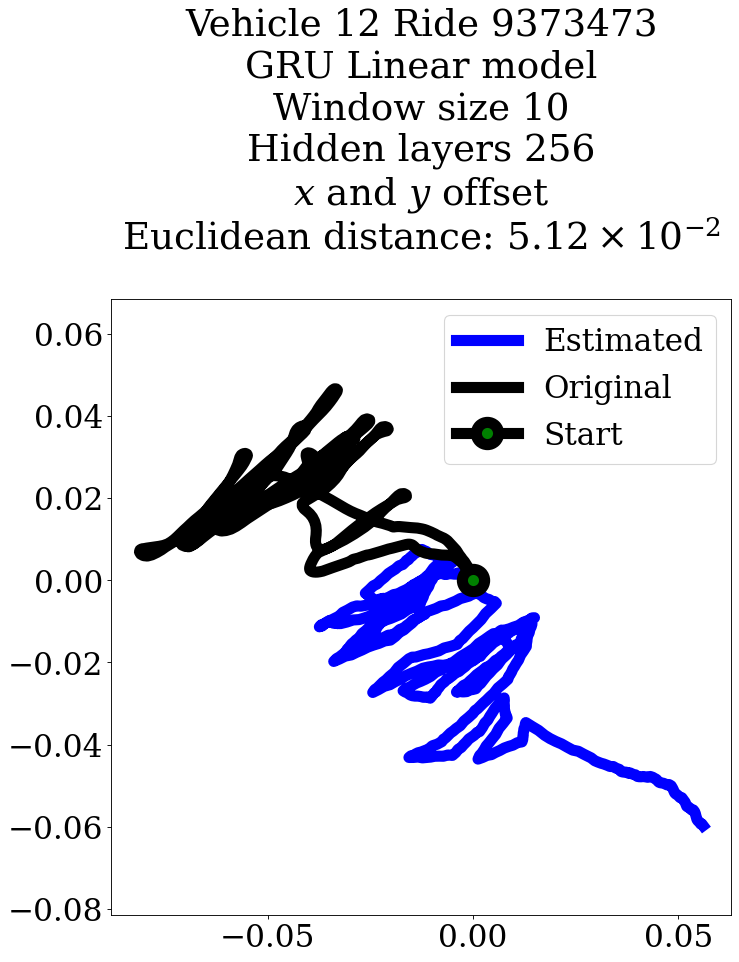 Vehicle 12 Ride 9373473
GRU Linear model
Window size 10
Hidden layers 256
x and y offset
Euclidean distance: 5.12 × 10⁻²
Estimated
Original
Start
0.06
0.04
0.02
0.00
−0.02
−0.04
−0.06
−0.08
−0.05
0.00
0.05